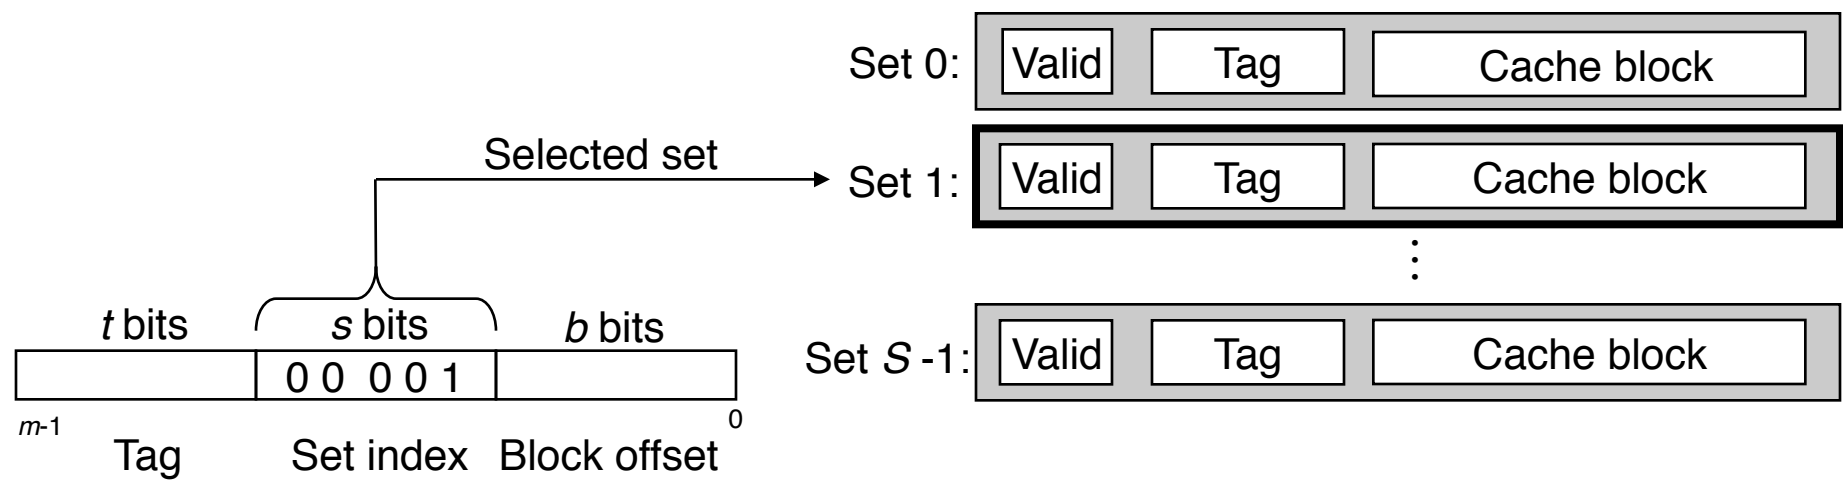 Set 0: Valid Tag Cache block
Selected set
Set 1: Valid Tag Cache block
⋮
t bits s bits b bits
Set S -1: Valid Tag Cache block
0 0 0 0 1
m-1 0
Tag Set index Block offset